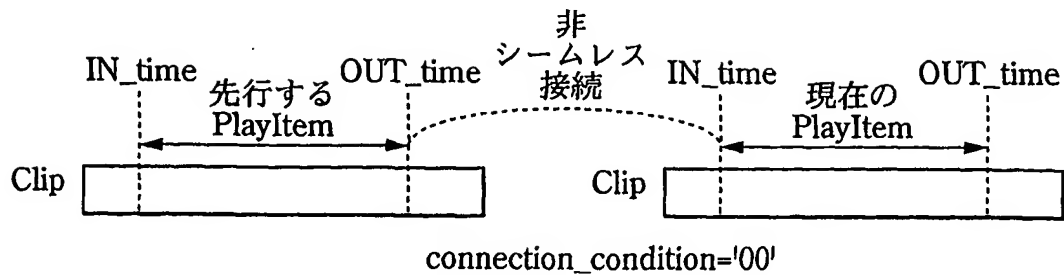 非
シームレス
接続
IN_time
OUT_time
IN_time
OUT_time
先行する
PlayItem
現在の
PlayItem
Clip
Clip
connection_condition='00'